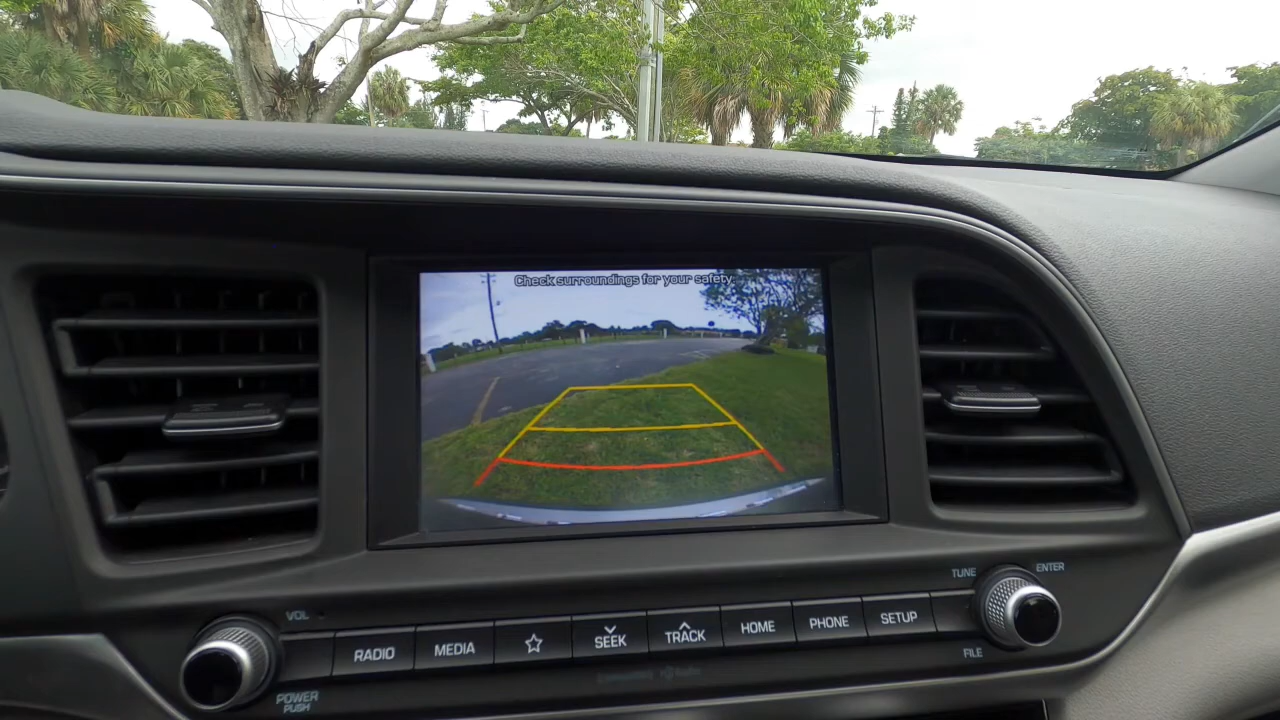 Check surroundings for your safety.
VOL
TUNE
ENTER
RADIO
MEDIA
SEEK
TRACK
HOME
PHONE
SETUP
POWER
PUSH
FILE